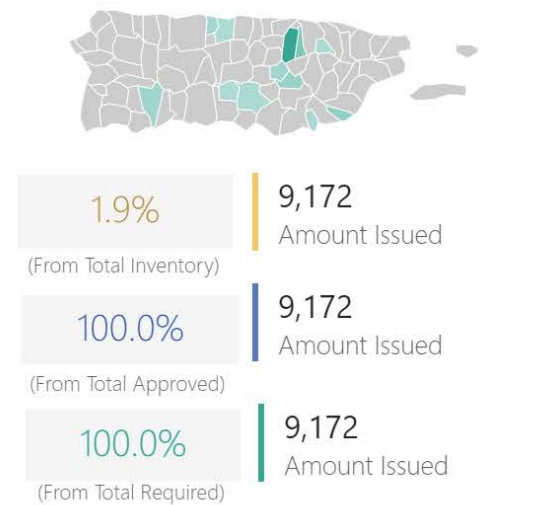 1.9%
9,172
Amount Issued
(From Total Inventory)
100.0%
9,172
Amount Issued
(From Total Approved)
100.0%
9,172
Amount Issued
(From Total Required)